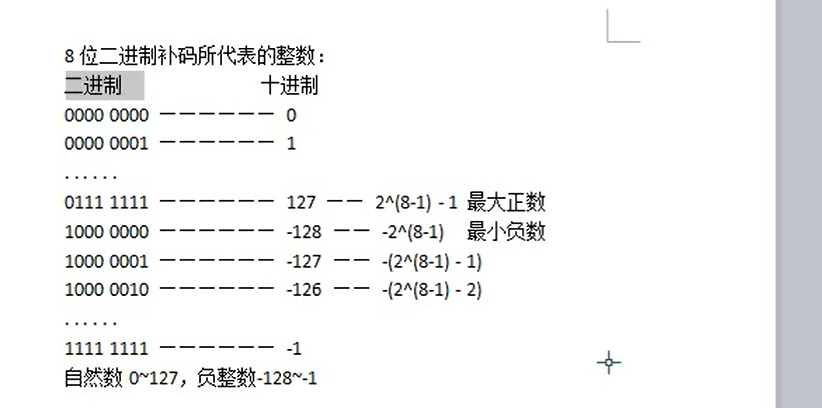 8 位二进制补码所代表的整数：
二进制 十进制
0000 0000 —————— 0
0000 0001 —————— 1
......
0111 1111 —————— 127 —— 2^(8-1) - 1 最大正数
1000 0000 —————— -128 —— -2^(8-1) 最小负数
1000 0001 —————— -127 —— -(2^(8-1) - 1)
1000 0010 —————— -126 —— -(2^(8-1) - 2)
......
1111 1111 —————— -1
自然数 0~127，负整数-128~-1